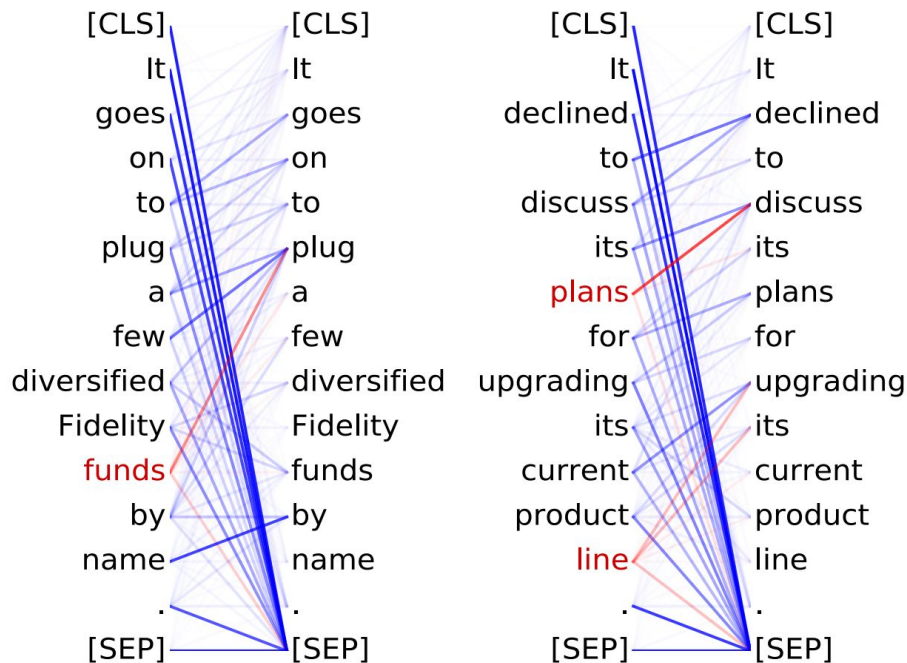 [CLS] [CLS] [CLS] [CLS]
It It It It
goes goes declined declined
on on to to
to to discuss discuss
plug plug its its
a a plans plans
few few for for
diversified diversified upgrading upgrading
Fidelity Fidelity its its
funds funds current current
by by product product
name name line line
. . . .
[SEP] [SEP] [SEP] [SEP]